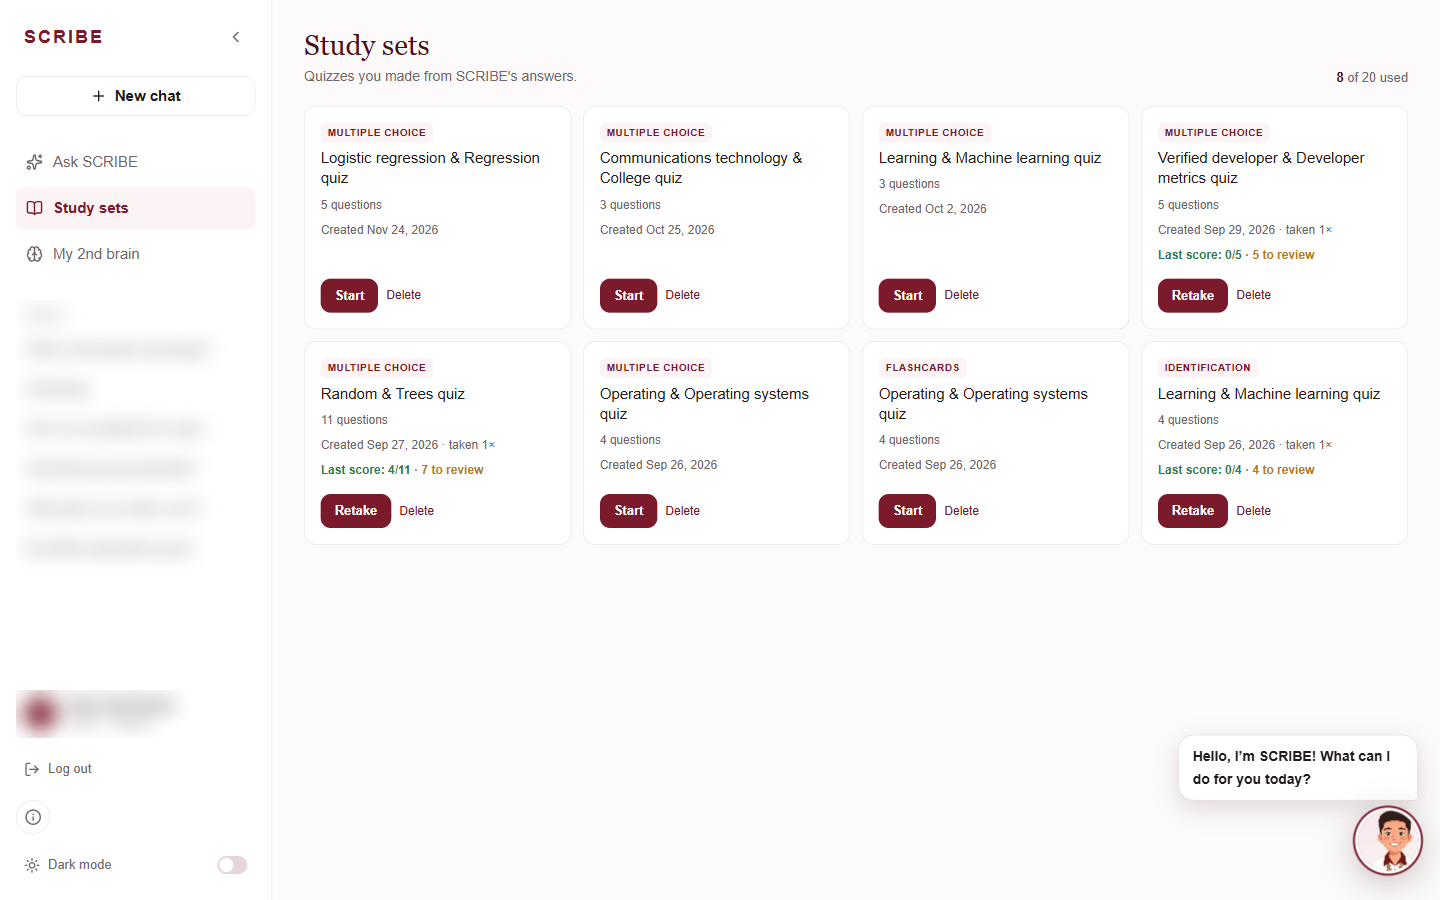 SCRIBE
New chat
Ask SCRIBE
Study sets
My 2nd brain
Log out
Dark mode
Study sets
Quizzes you made from SCRIBE's answers.
8 of 20 used
MULTIPLE CHOICE
Logistic regression & Regression
quiz
5 questions
Created Nov 24, 2026
Start
Delete
MULTIPLE CHOICE
Communications technology &
College quiz
3 questions
Created Oct 25, 2026
Start
Delete
MULTIPLE CHOICE
Learning & Machine learning quiz
3 questions
Created Oct 2, 2026
Start
Delete
MULTIPLE CHOICE
Verified developer & Developer
metrics quiz
5 questions
Created Sep 29, 2026 · taken 1×
Last score: 0/5 · 5 to review
Retake
Delete
MULTIPLE CHOICE
Random & Trees quiz
11 questions
Created Sep 27, 2026 · taken 1×
Last score: 4/11 · 7 to review
Retake
Delete
MULTIPLE CHOICE
Operating & Operating systems
quiz
4 questions
Created Sep 26, 2026
Start
Delete
FLASHCARDS
Operating & Operating systems
quiz
4 questions
Created Sep 26, 2026
Start
Delete
IDENTIFICATION
Learning & Machine learning quiz
4 questions
Created Sep 26, 2026 · taken 1×
Last score: 0/4 · 4 to review
Retake
Delete
Hello, I’m SCRIBE! What can I
do for you today?